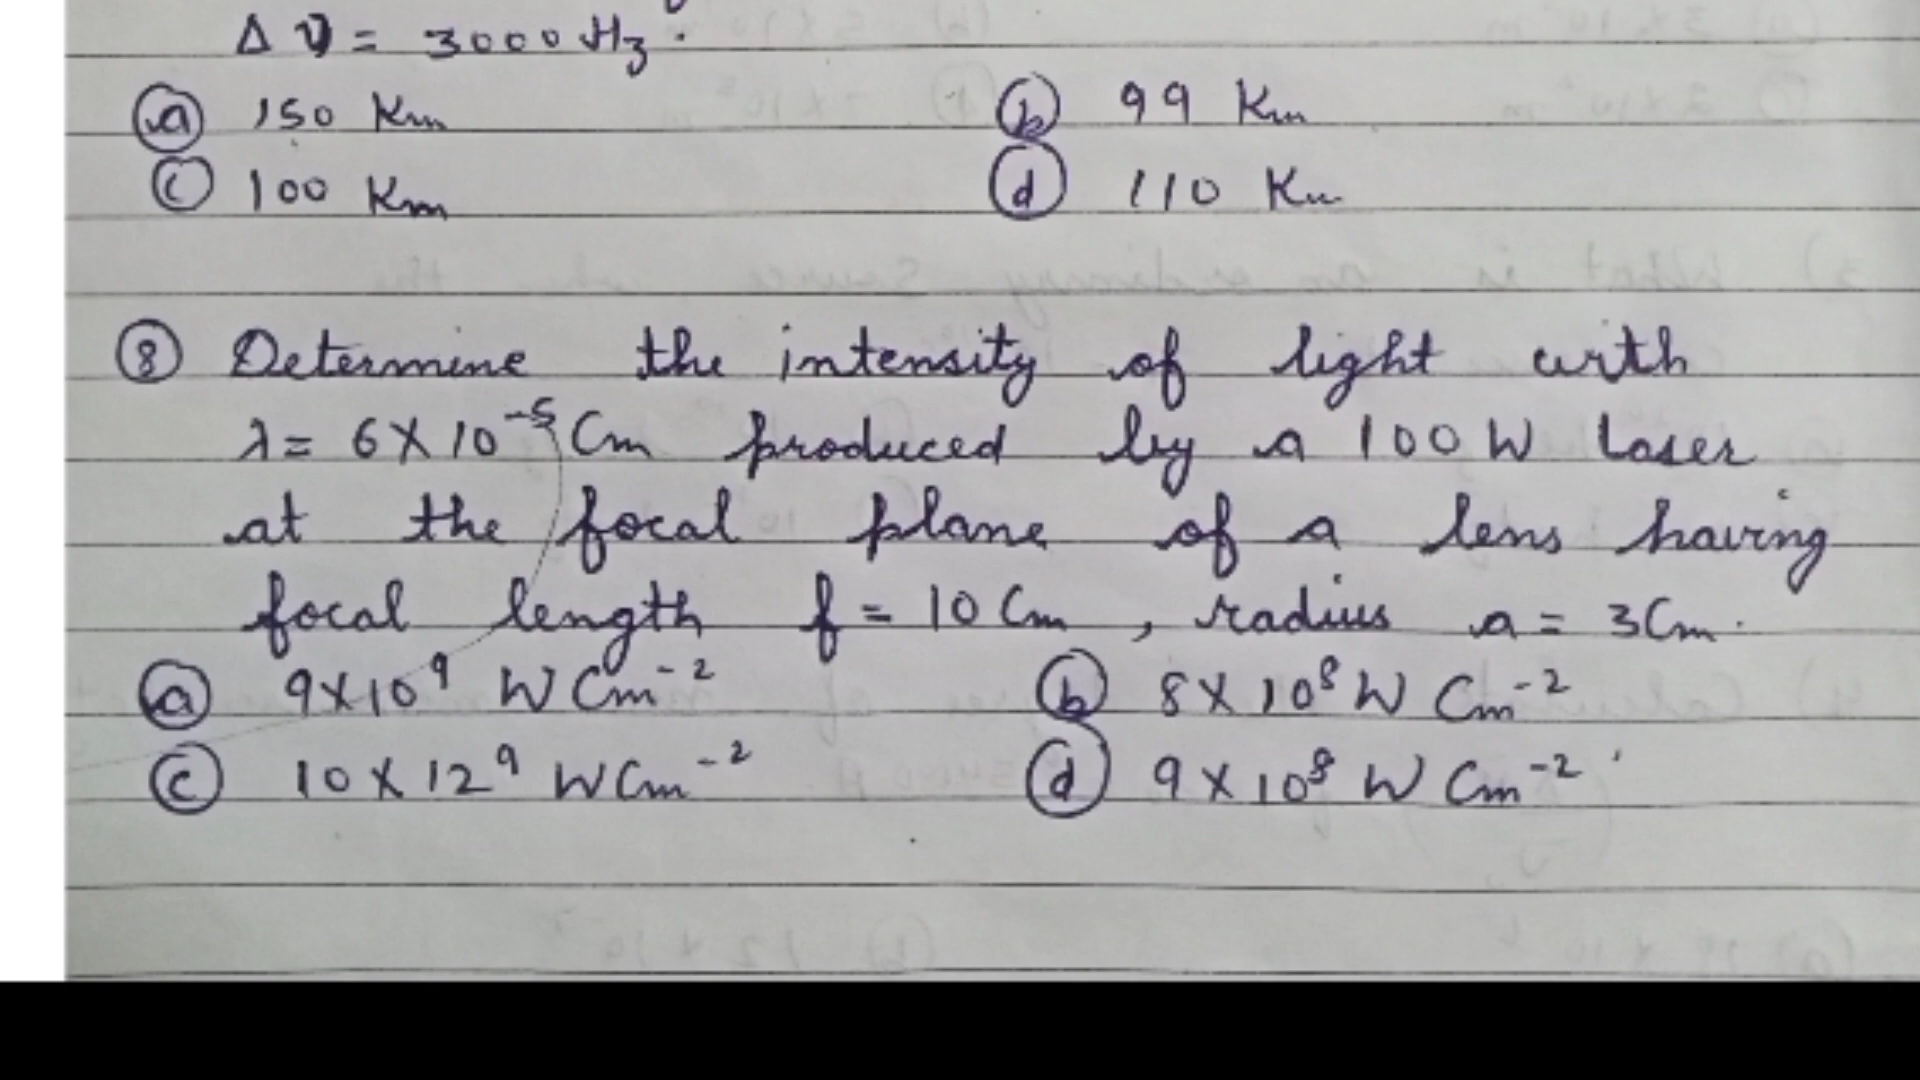 Δ ν = 3000 Hz.
(a) 150 Km (b) 99 Km
(c) 100 Km (d) 110 Km
(8) Determine the intensity of light with
λ = 6 X 10⁻⁵ Cm produced by a 100 W Laser
at the focal plane of a lens having
focal length f = 10 Cm, radius a = 3 Cm.
(a) 9 X 10⁹ W Cm⁻² (b) 8 X 10⁸ W Cm⁻²
(c) 10 X 12⁹ W Cm⁻² (d) 9 X 10⁸ W Cm⁻²